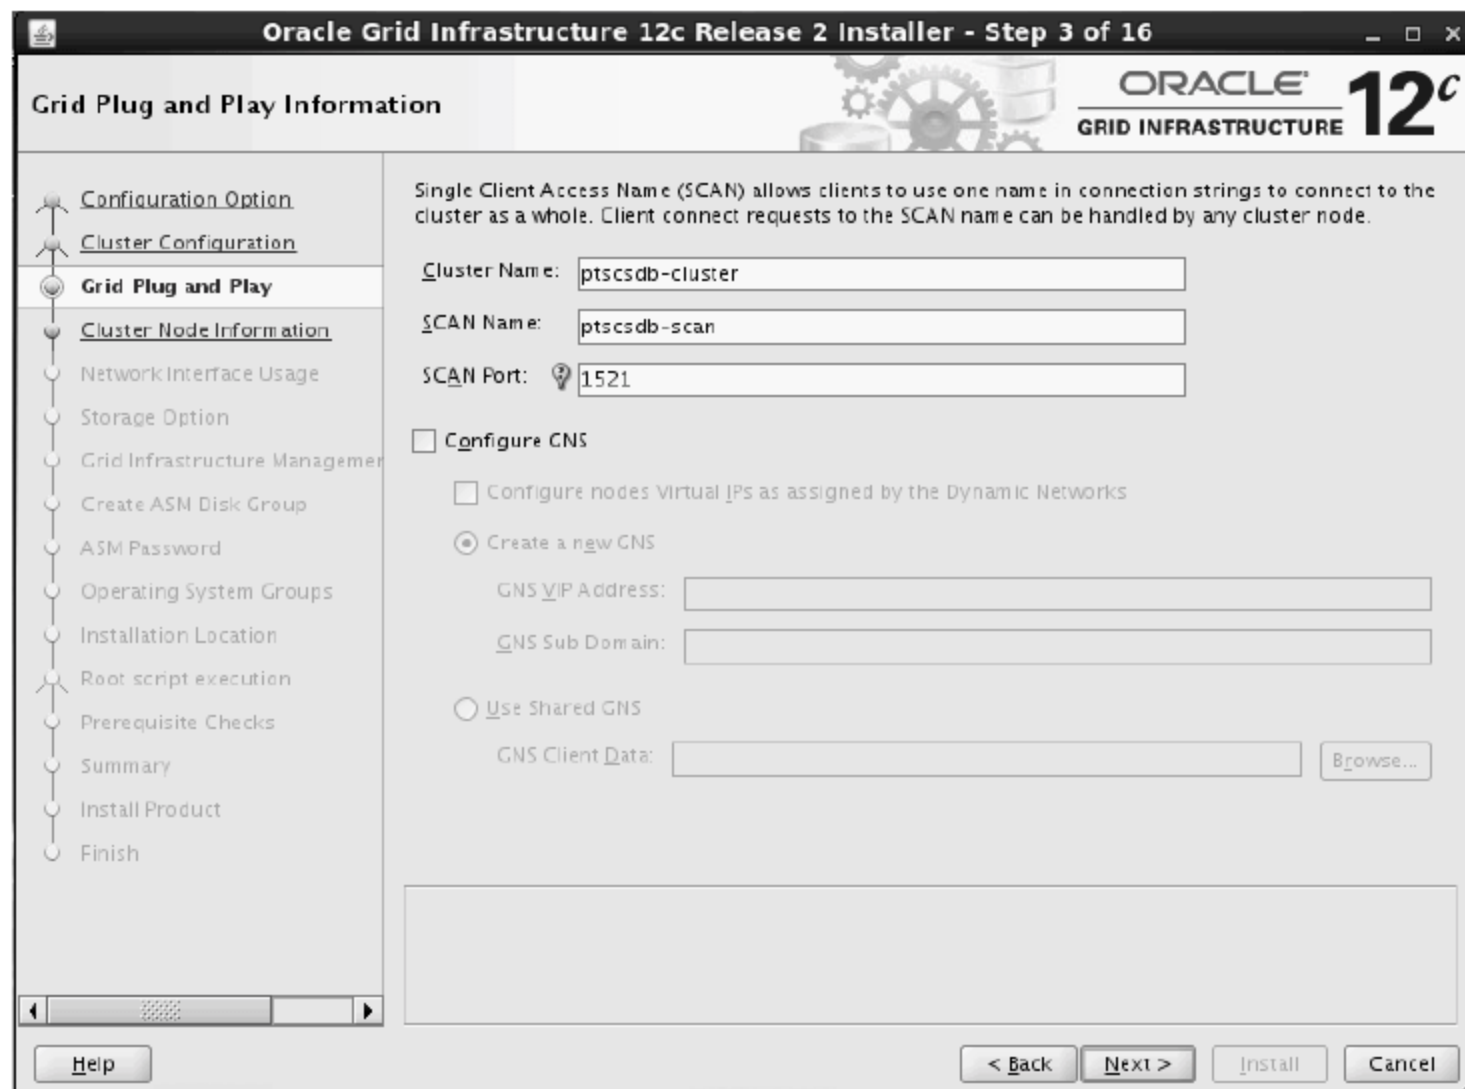 Oracle Grid Infrastructure 12c Release 2 Installer - Step 3 of 16
Grid Plug and Play Information
ORACLE
GRID INFRASTRUCTURE
12c
Configuration Option
Cluster Configuration
Grid Plug and Play
Cluster Node Information
Network Interface Usage
Storage Option
Grid Infrastructure Managemen
Create ASM Disk Group
ASM Password
Operating System Groups
Installation Location
Root script execution
Prerequisite Checks
Summary
Install Product
Finish
Single Client Access Name (SCAN) allows clients to use one name in connection strings to connect to the
cluster as a whole. Client connect requests to the SCAN name can be handled by any cluster node.
Cluster Name: ptscsdb-cluster
SCAN Name: ptscsdb-scan
SCAN Port: 1521
Configure GNS
Configure nodes Virtual IPs as assigned by the Dynamic Networks
Create a new GNS
GNS VIP Address:
GNS Sub Domain:
Use Shared GNS
GNS Client Data: Browse...
Help < Back Next > Install Cancel